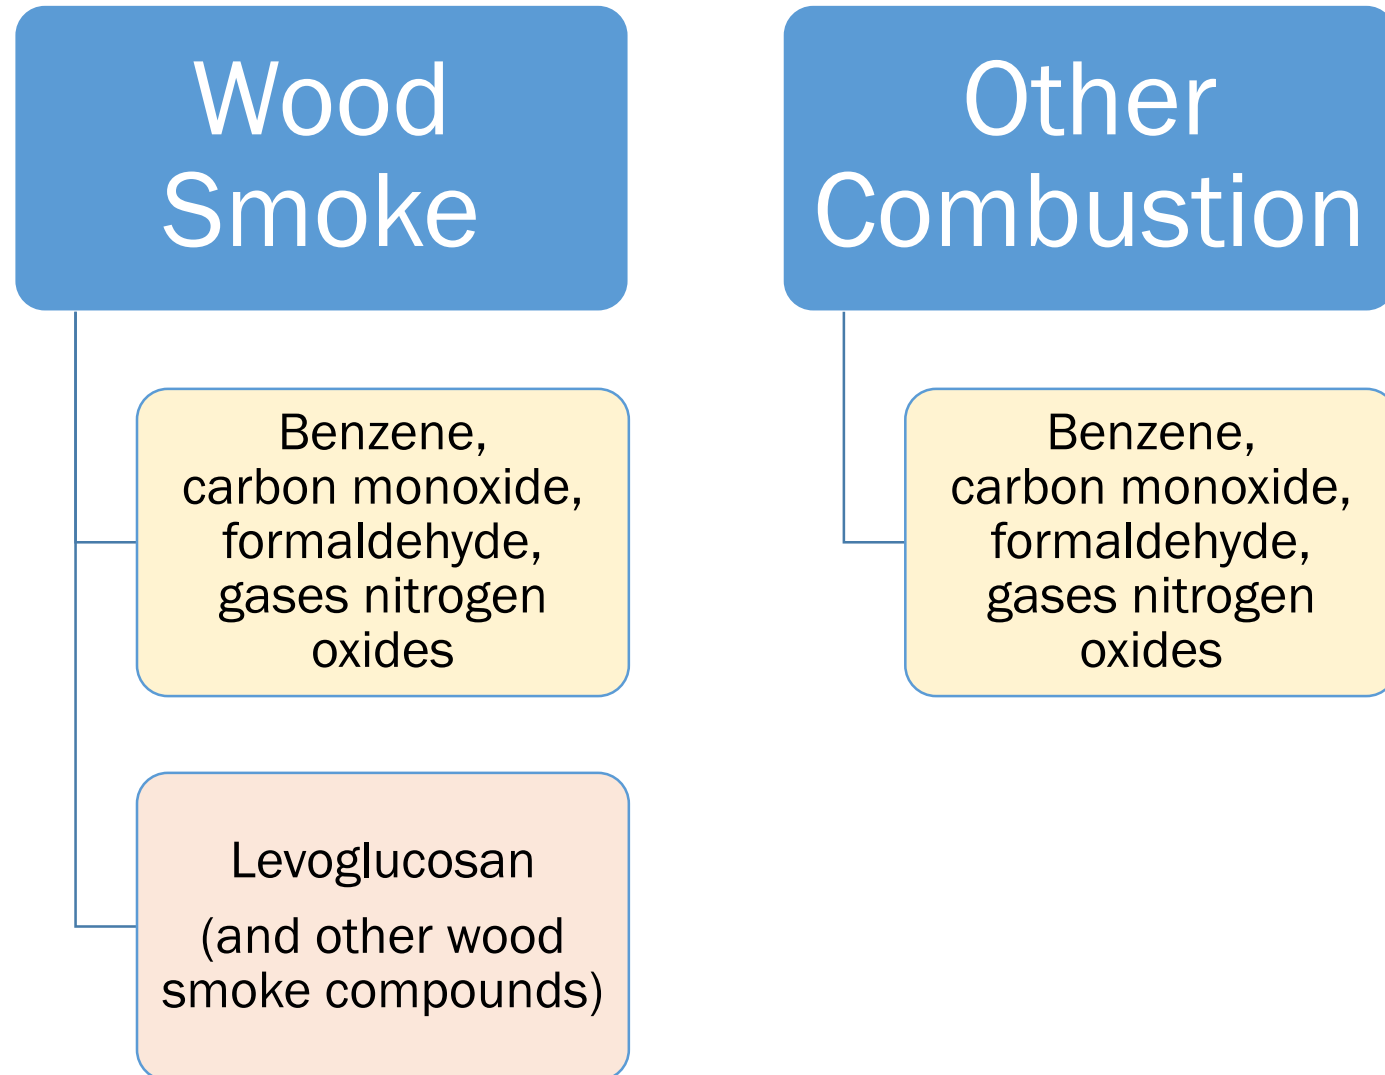 Wood
Smoke
Benzene,
carbon monoxide,
formaldehyde,
gases nitrogen
oxides
Levoglucosan
(and other wood
smoke compounds)
Other
Combustion
Benzene,
carbon monoxide,
formaldehyde,
gases nitrogen
oxides